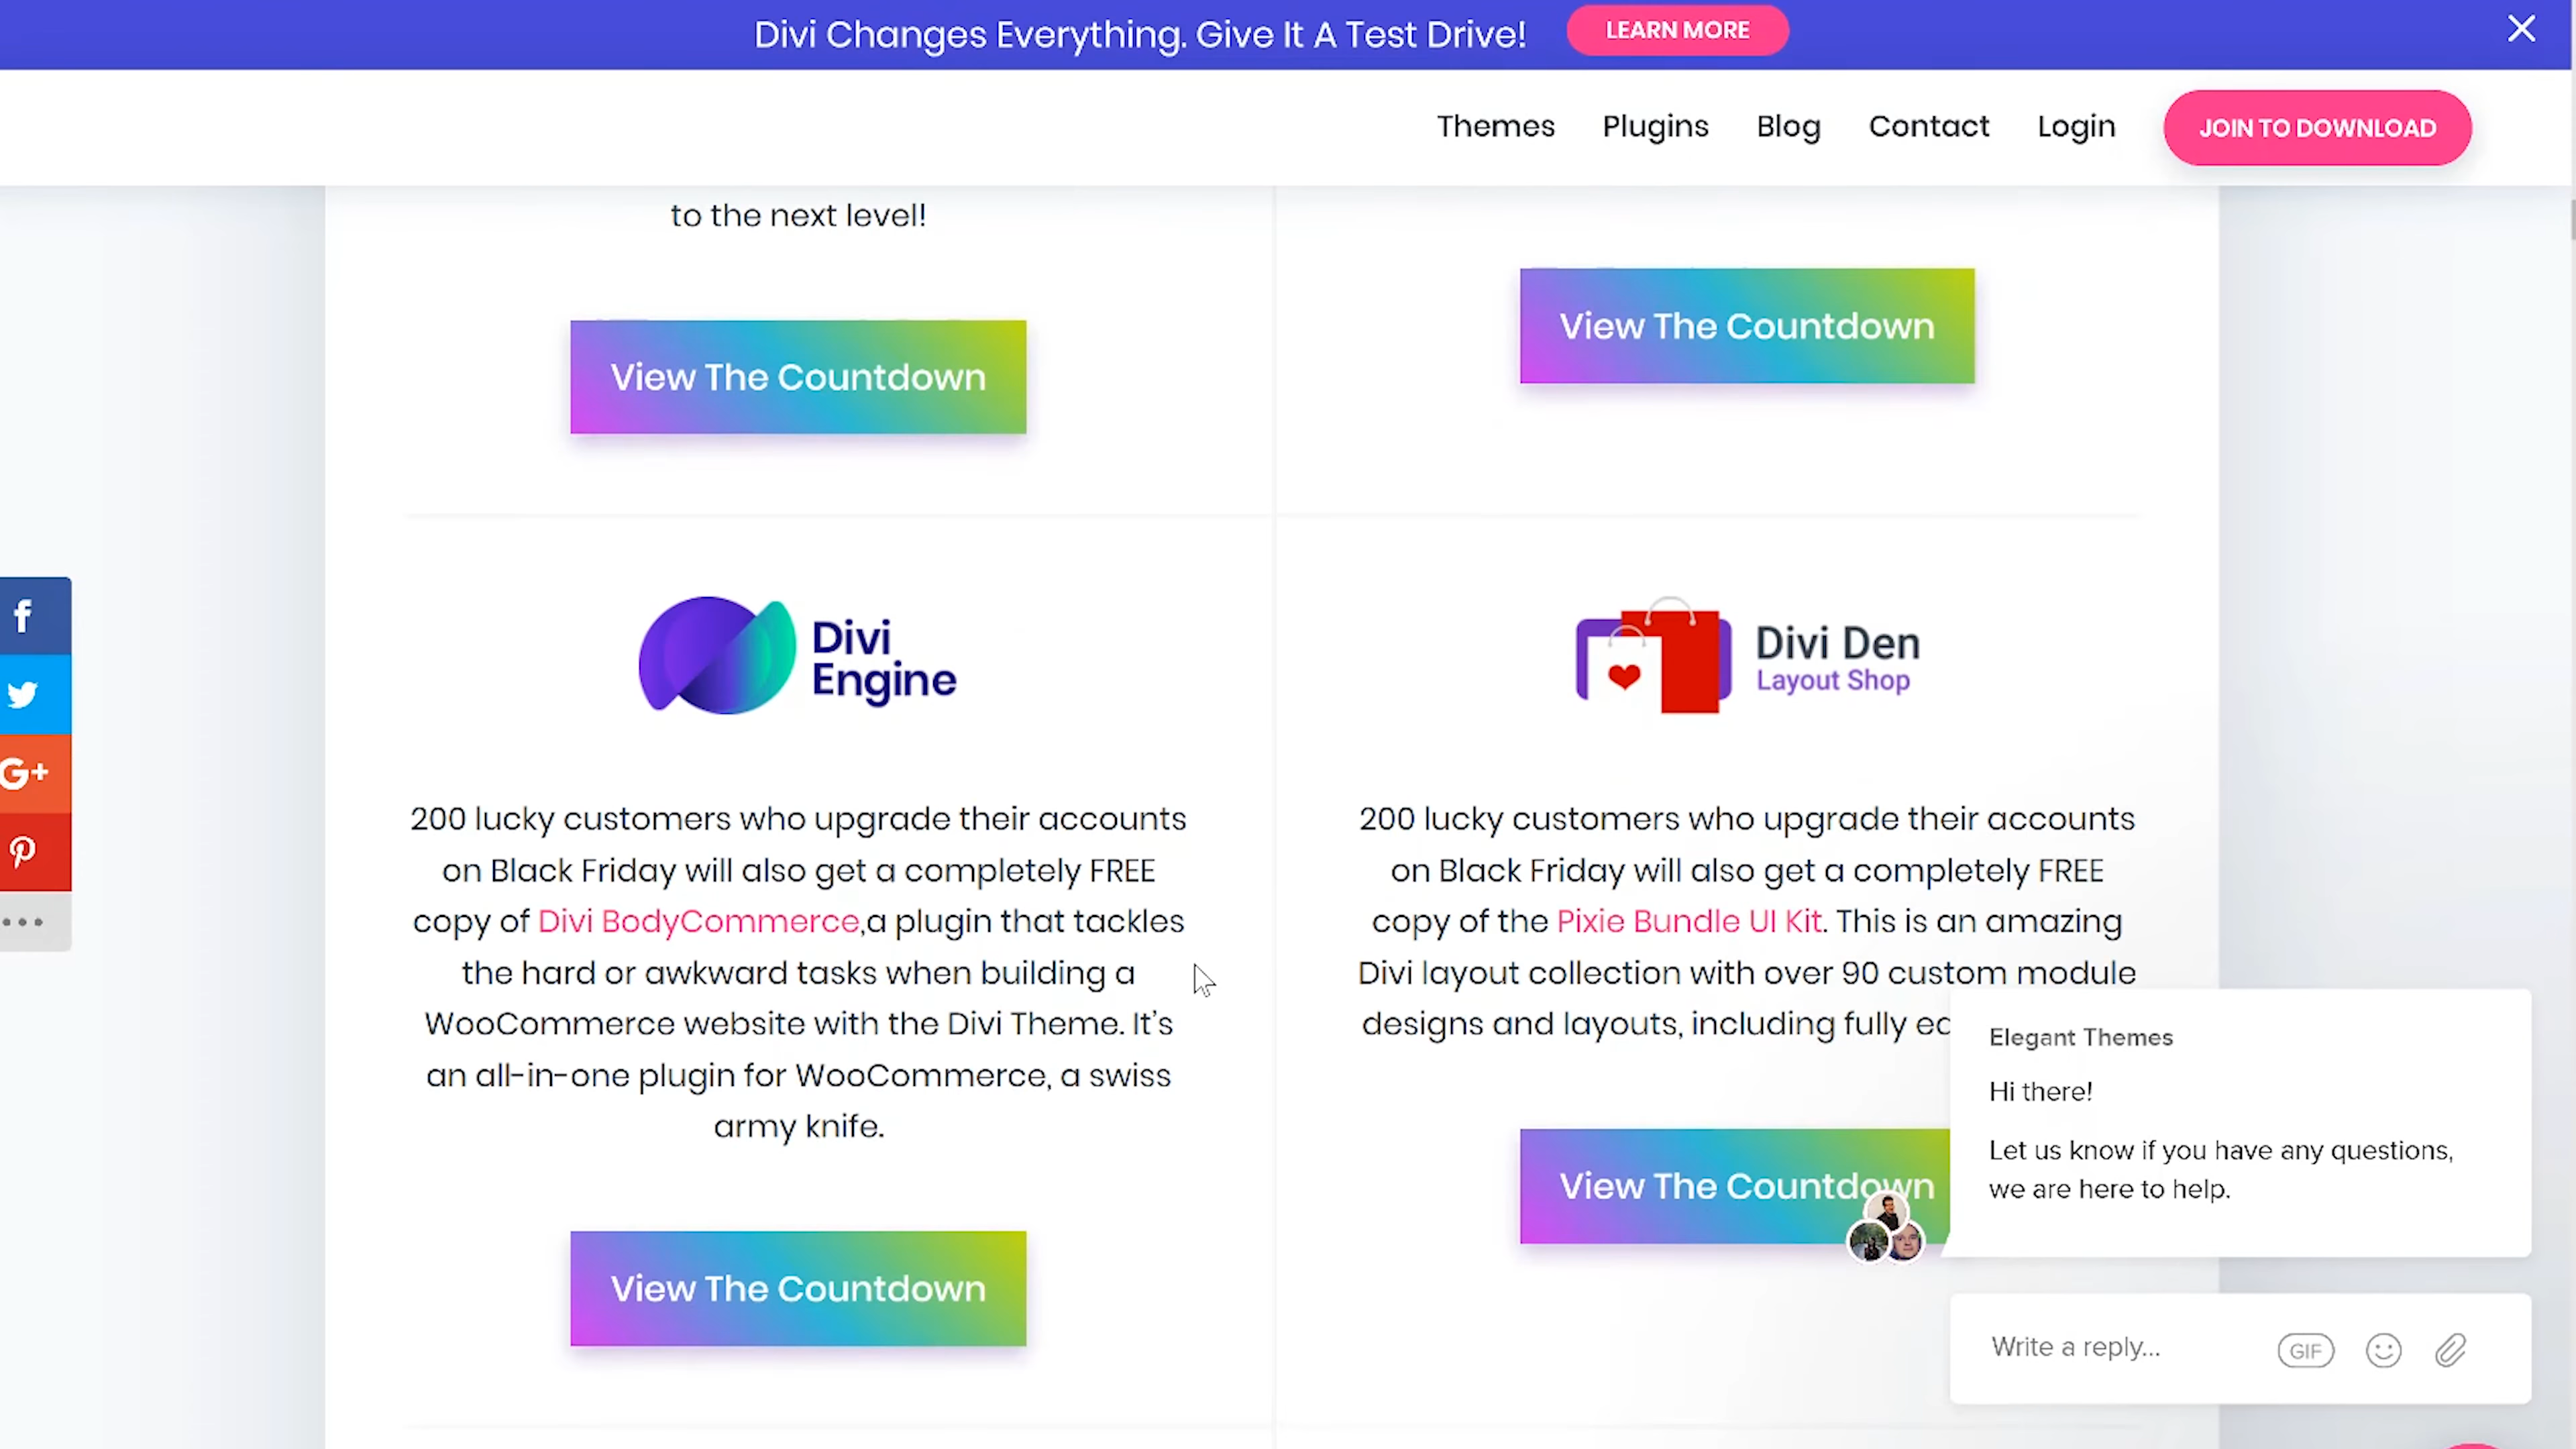 Divi Changes Everything. Give It A Test Drive!
LEARN MORE
Themes
Plugins
Blog
Contact
Login
JOIN TO DOWNLOAD
to the next level!
View The Countdown
View The Countdown
Divi
Engine
200 lucky customers who upgrade their accounts
on Black Friday will also get a completely FREE
copy of Divi BodyCommerce,a plugin that tackles
the hard or awkward tasks when building a
WooCommerce website with the Divi Theme. It's
an all-in-one plugin for WooCommerce, a swiss
army knife.
View The Countdown
Divi Den
Layout Shop
200 lucky customers who upgrade their accounts
on Black Friday will also get a completely FREE
copy of the Pixie Bundle UI Kit. This is an amazing
Divi layout collection with over 90 custom module
designs and layouts, including fully
View The Countdown
Elegant Themes
Hi there!
Let us know if you have any questions,
we are here to help.
Write a reply...
GIF